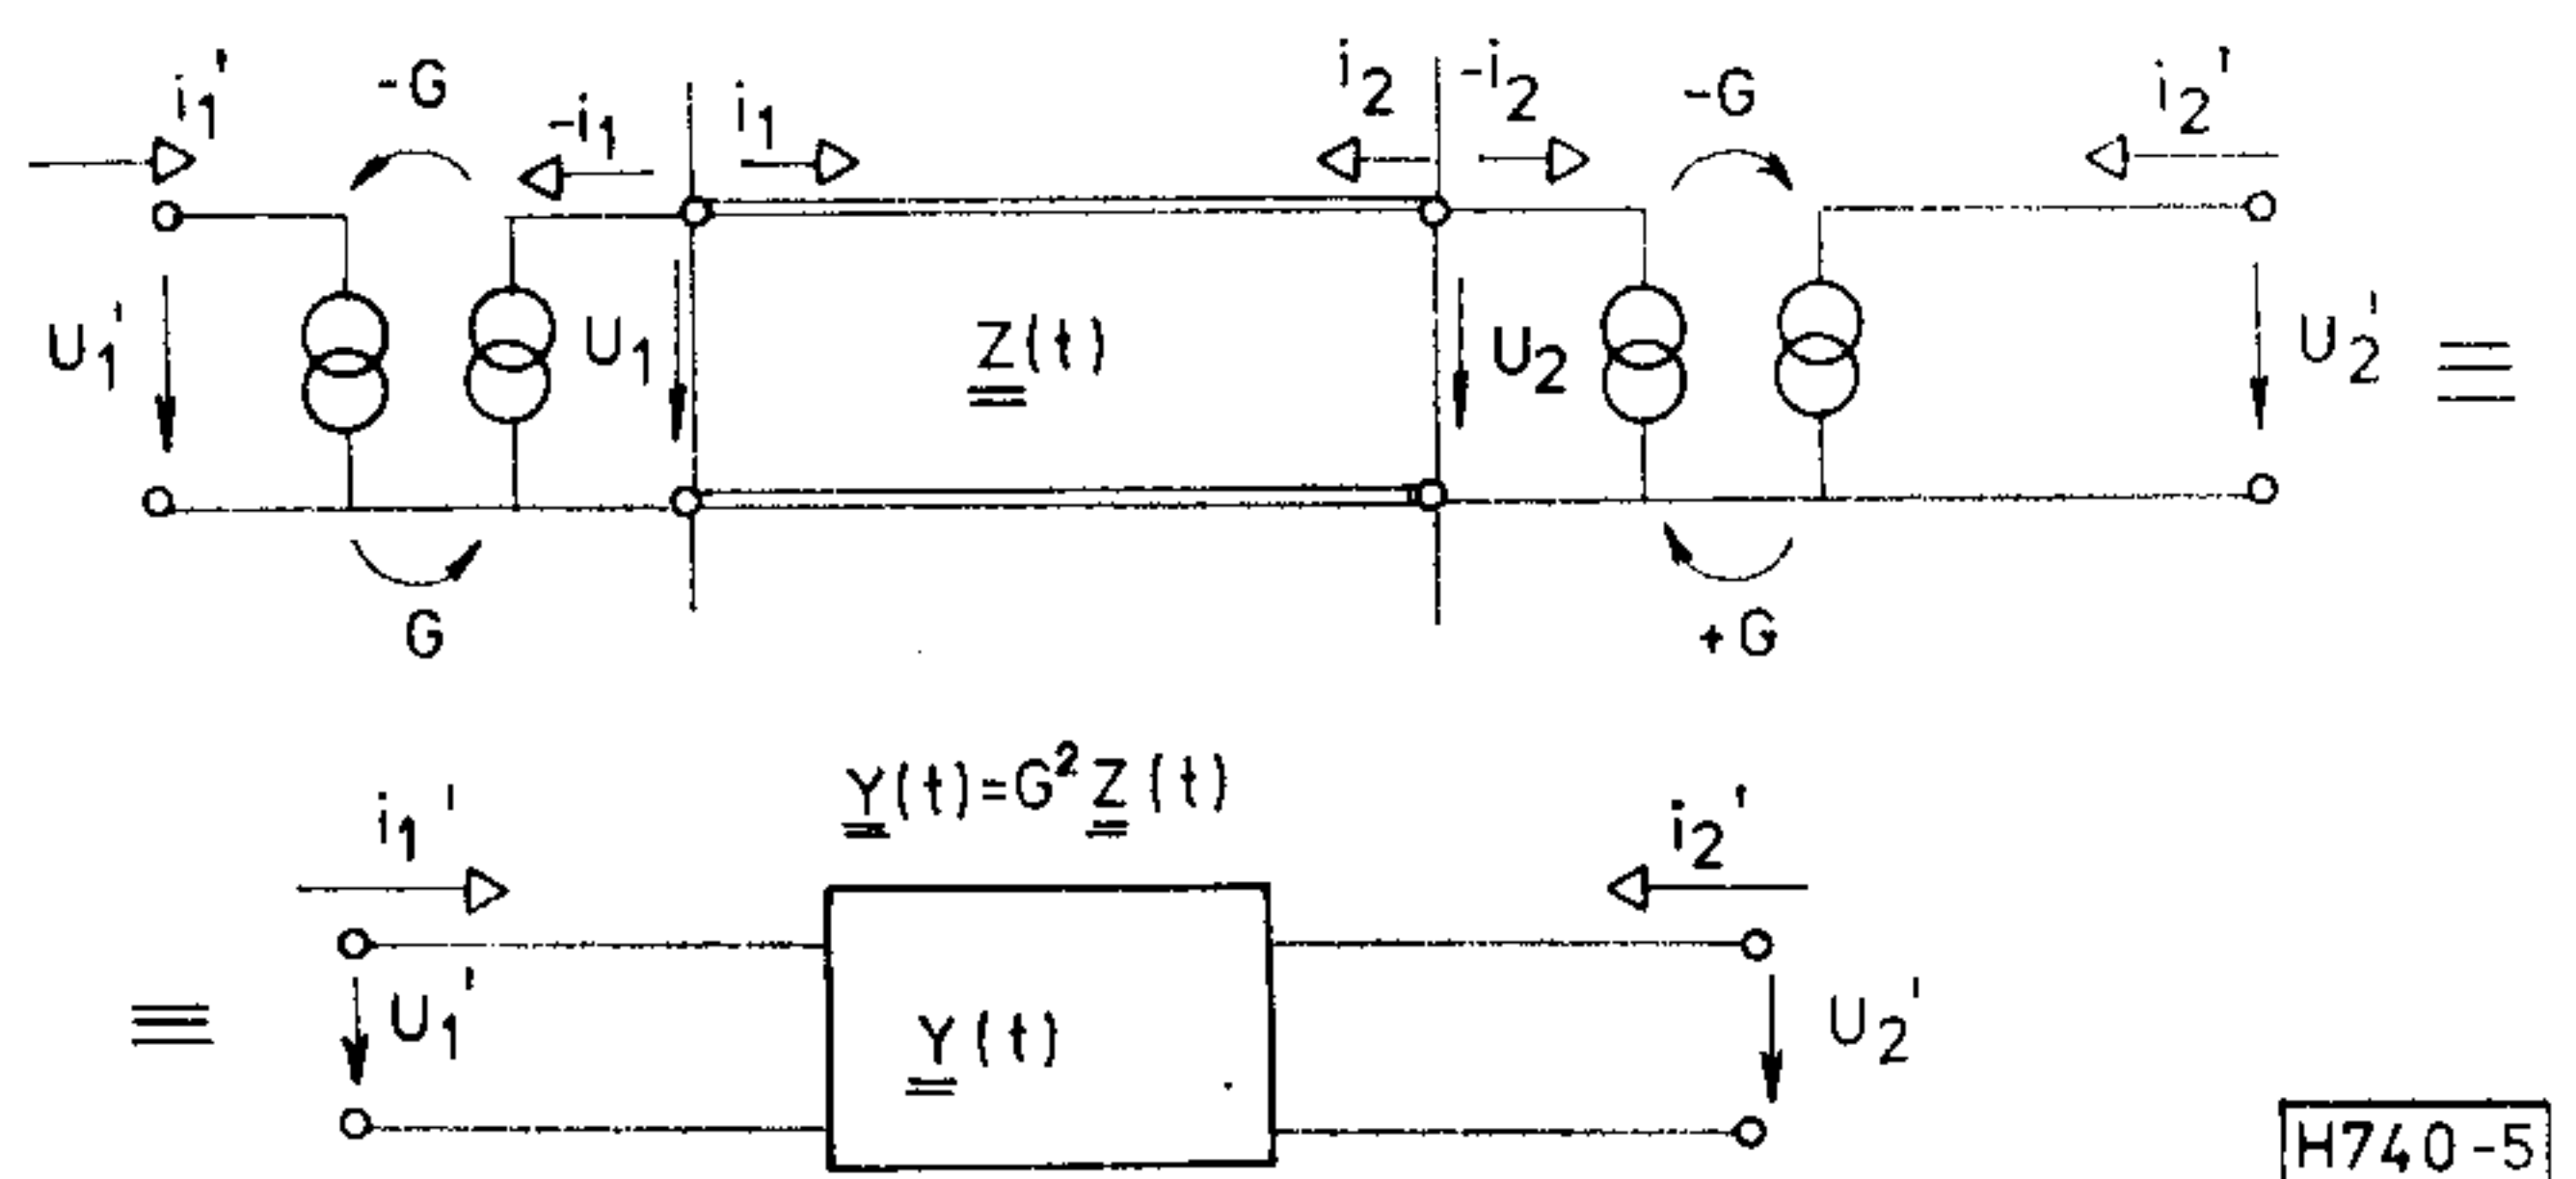 i₁' -G -i₁ i₁ i₂ -i₂ -G i₂'
U₁' U₁ Z(t) U₂ U₂' ≡
G +G
Y(t)=G²Z(t)
i₁' i₂'
≡ U₁' Y(t) U₂'
H740-5